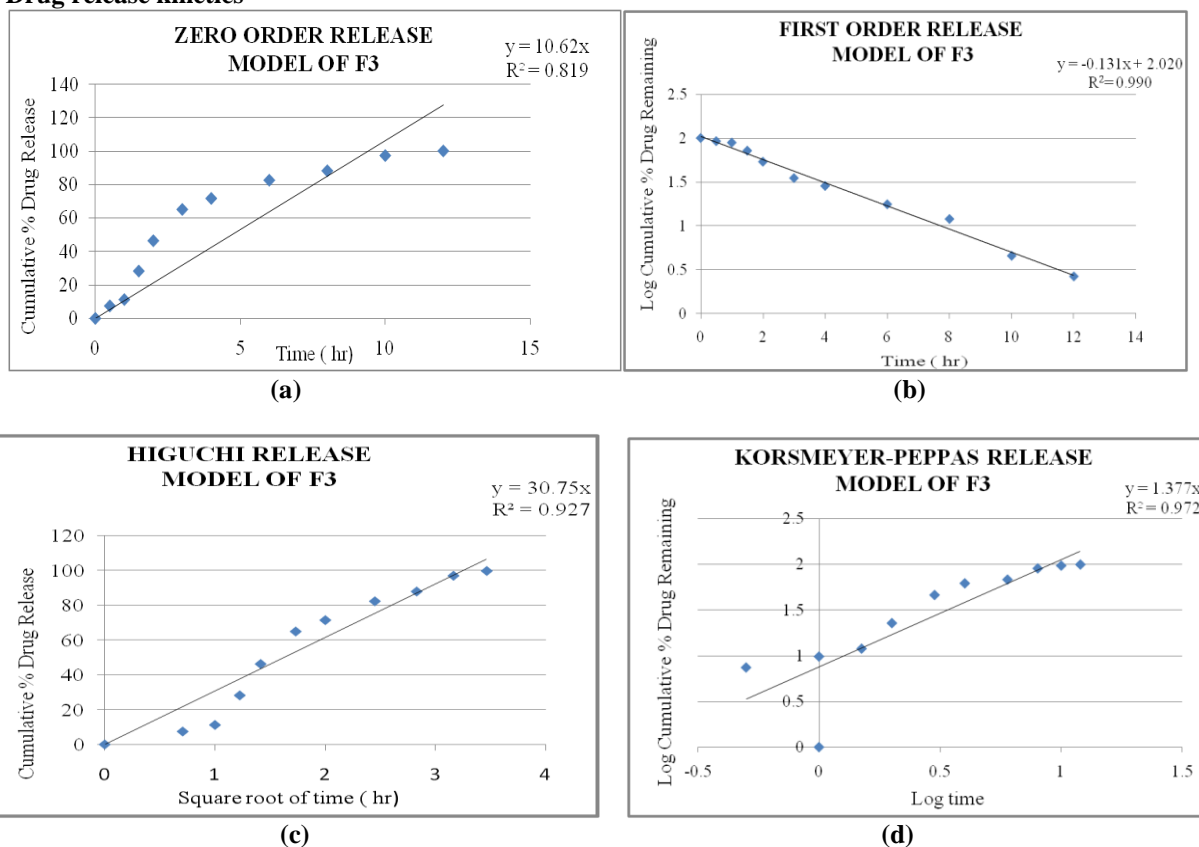 Drug release kinetics
ZERO ORDER RELEASE
MODEL OF F3
y = 10.62x
R² = 0.819
140
120
100
80
60
40
20
0
Cumulative % Drug Release
0 5 10 15
Time ( hr)
(a)
FIRST ORDER RELEASE
MODEL OF F3
y = -0.131x + 2.020
R² = 0.990
2.5
2
1.5
1
0.5
0
Log Cumulative % Drug Remaining
0 2 4 6 8 10 12 14
Time ( hr)
(b)
HIGUCHI RELEASE
MODEL OF F3
y = 30.75x
R² = 0.927
120
100
80
60
40
20
0
Cumulative % Drug Release
0 1 2 3 4
Square root of time ( hr)
(c)
KORSMEYER-PEPPAS RELEASE
MODEL OF F3
y = 1.377x
R² = 0.972
2.5
2
1.5
1
0.5
0
Log Cumulative % Drug Remaining
-0.5 0 0.5 1 1.5
Log time
(d)